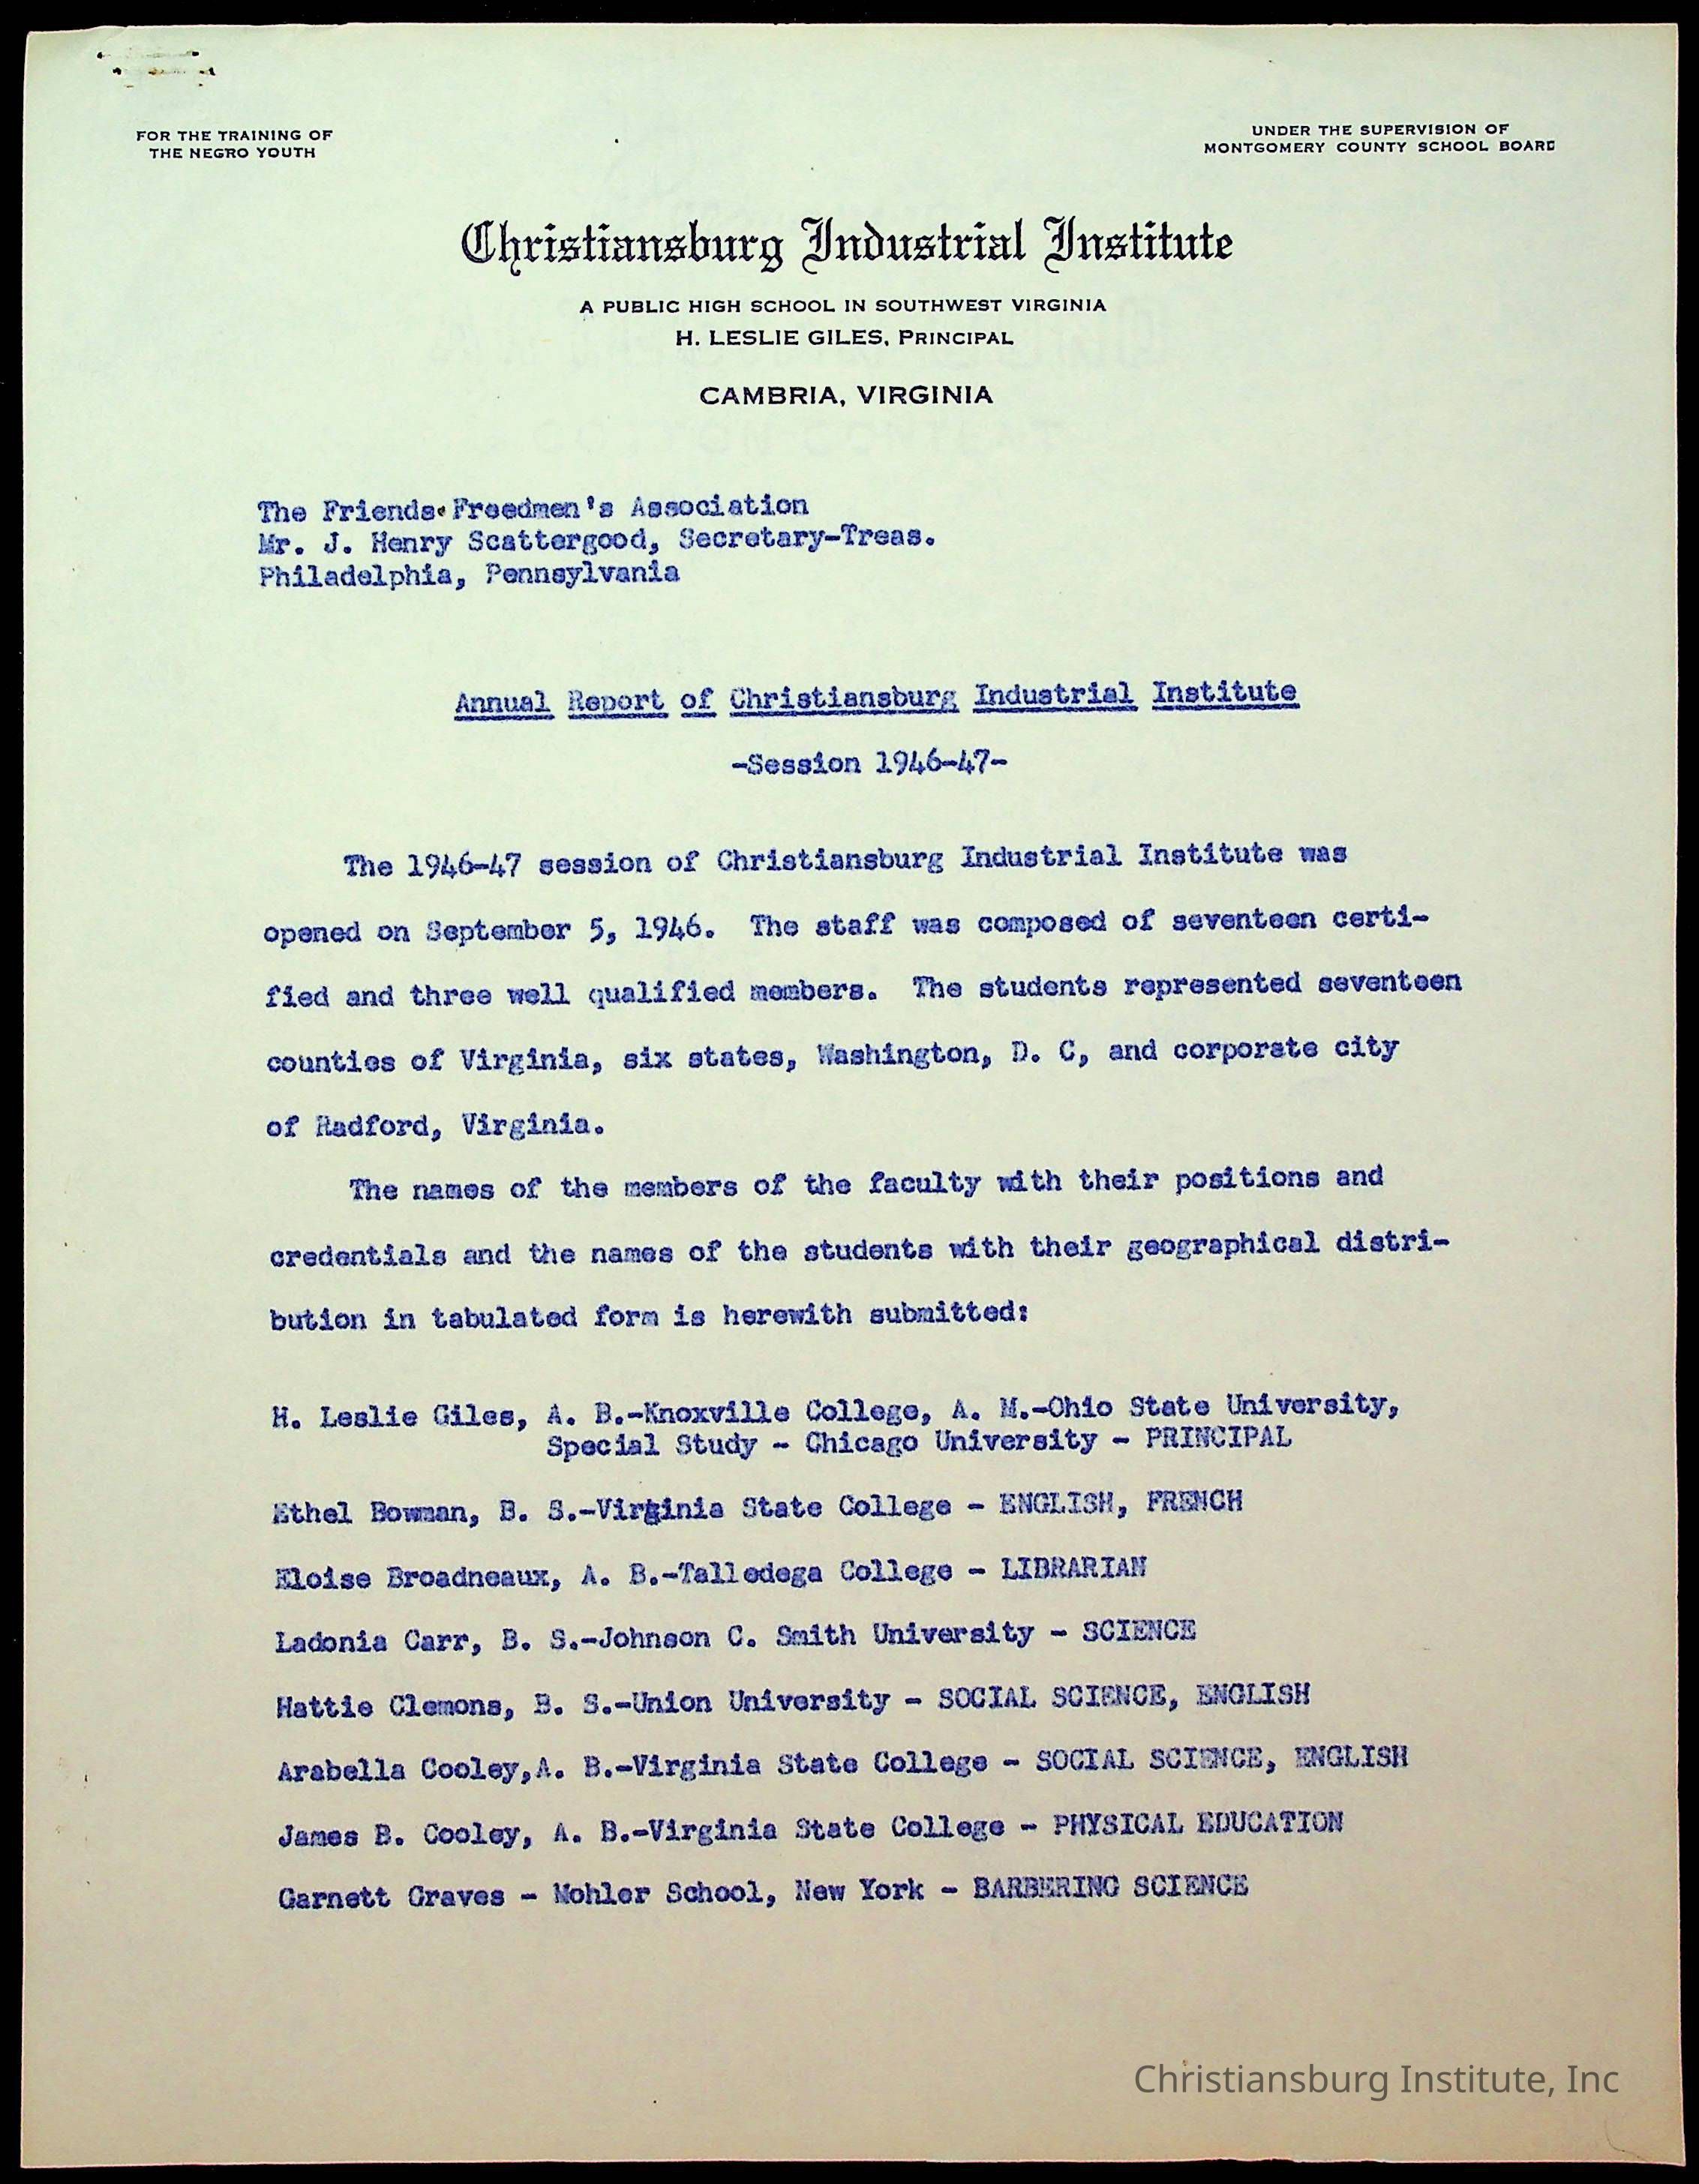 FOR THE TRAINING OF
THE NEGRO YOUTH
UNDER THE SUPERVISION OF
MONTGOMERY COUNTY SCHOOL BOARD
Christiansburg Industrial Institute
A PUBLIC HIGH SCHOOL IN SOUTHWEST VIRGINIA
H. LESLIE GILES, PRINCIPAL
CAMBRIA, VIRGINIA
The Friends' Freedmen's Association
Mr. J. Henry Scattergood, Secretary-Treas.
Philadelphia, Pennsylvania
Annual Report of Christiansburg Industrial Institute
-Session 1946-47-
The 1946-47 session of Christiansburg Industrial Institute was
opened on September 5, 1946. The staff was composed of seventeen certi-
fied and three well qualified members. The students represented seventeen
counties of Virginia, six states, Washington, D. C, and corporate city
of Radford, Virginia.
The names of the members of the faculty with their positions and
credentials and the names of the students with their geographical distri-
bution in tabulated form is herewith submitted:
H. Leslie Giles, A. B.-Knoxville College, A. M.-Ohio State University,
Special Study - Chicago University - PRINCIPAL
Ethel Bowman, B. S.-Virginia State College - ENGLISH, FRENCH
Eloise Broadneaux, A. B.-Talledega College - LIBRARIAN
Ladonia Carr, B. S.-Johnson C. Smith University - SCIENCE
Hattie Clemons, B. S.-Union University - SOCIAL SCIENCE, ENGLISH
Arabella Cooley,A. B.-Virginia State College - SOCIAL SCIENCE, ENGLISH
James B. Cooley, A. B.-Virginia State College - PHYSICAL EDUCATION
Garnett Graves - Mohler School, New York - BARBERING SCIENCE
Christiansburg Institute, Inc